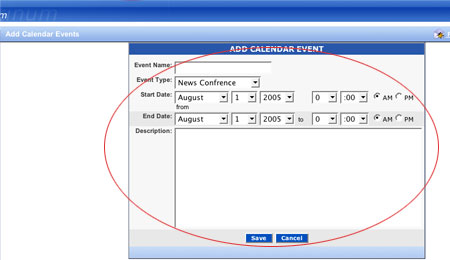 num
Add Calendar Events
ADD CALENDAR EVENT
Event Name:
Event Type: News Confrence
Start Date: August 1 2005 0 :00 AM PM
from
End Date: August 1 2005 to 0 :00 AM PM
Description:
Save Cancel